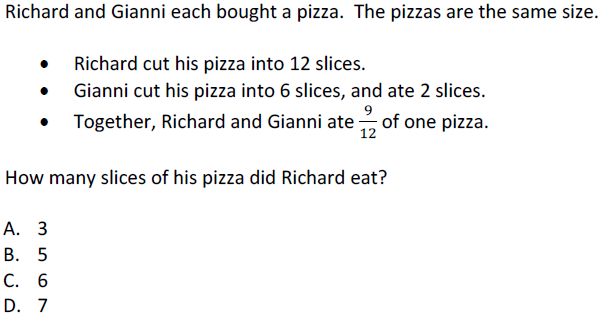 Richard and Gianni each bought a pizza.  The pizzas are the same size.
• Richard cut his pizza into 12 slices.
• Gianni cut his pizza into 6 slices, and ate 2 slices.
• Together, Richard and Gianni ate 9/12 of one pizza.
How many slices of his pizza did Richard eat?
A. 3
B. 5
C. 6
D. 7